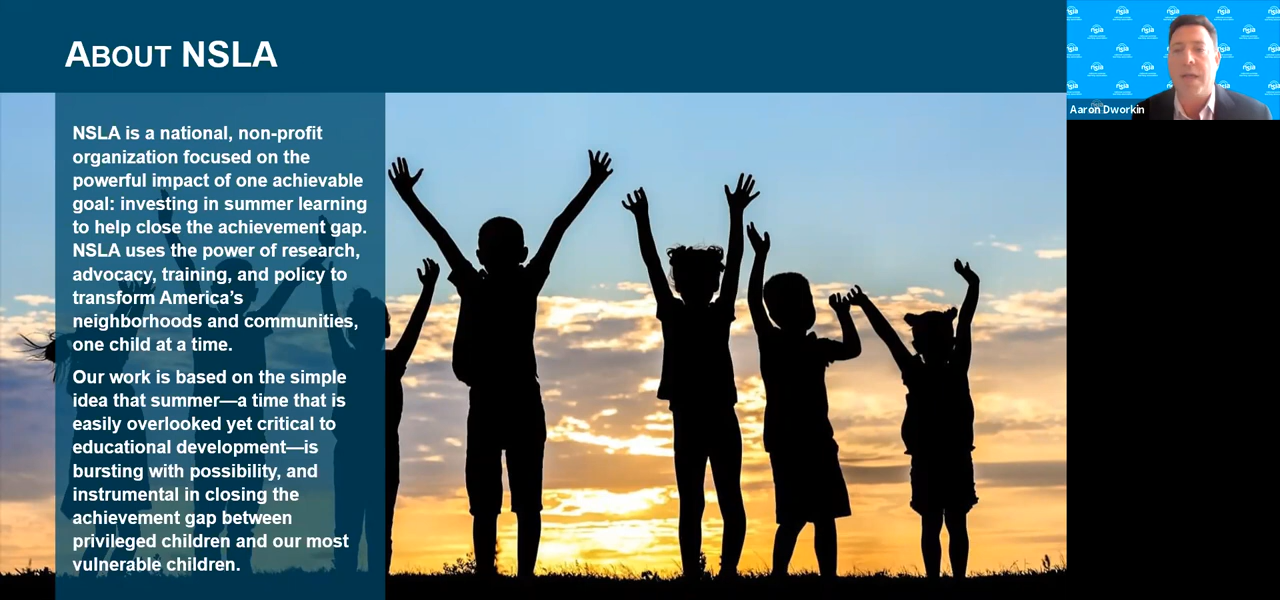 ABOUT NSLA
NSLA is a national, non-profit
organization focused on the
powerful impact of one achievable
goal: investing in summer learning
to help close the achievement gap.
NSLA uses the power of research,
advocacy, training, and policy to
transform America's
neighborhoods and communities,
one child at a time.
Our work is based on the simple
idea that summer—a time that is
easily overlooked yet critical to
educational development—is
bursting with possibility, and
instrumental in closing the
achievement gap between
privileged children and our most
vulnerable children.
nsla
Aaron Dworkin